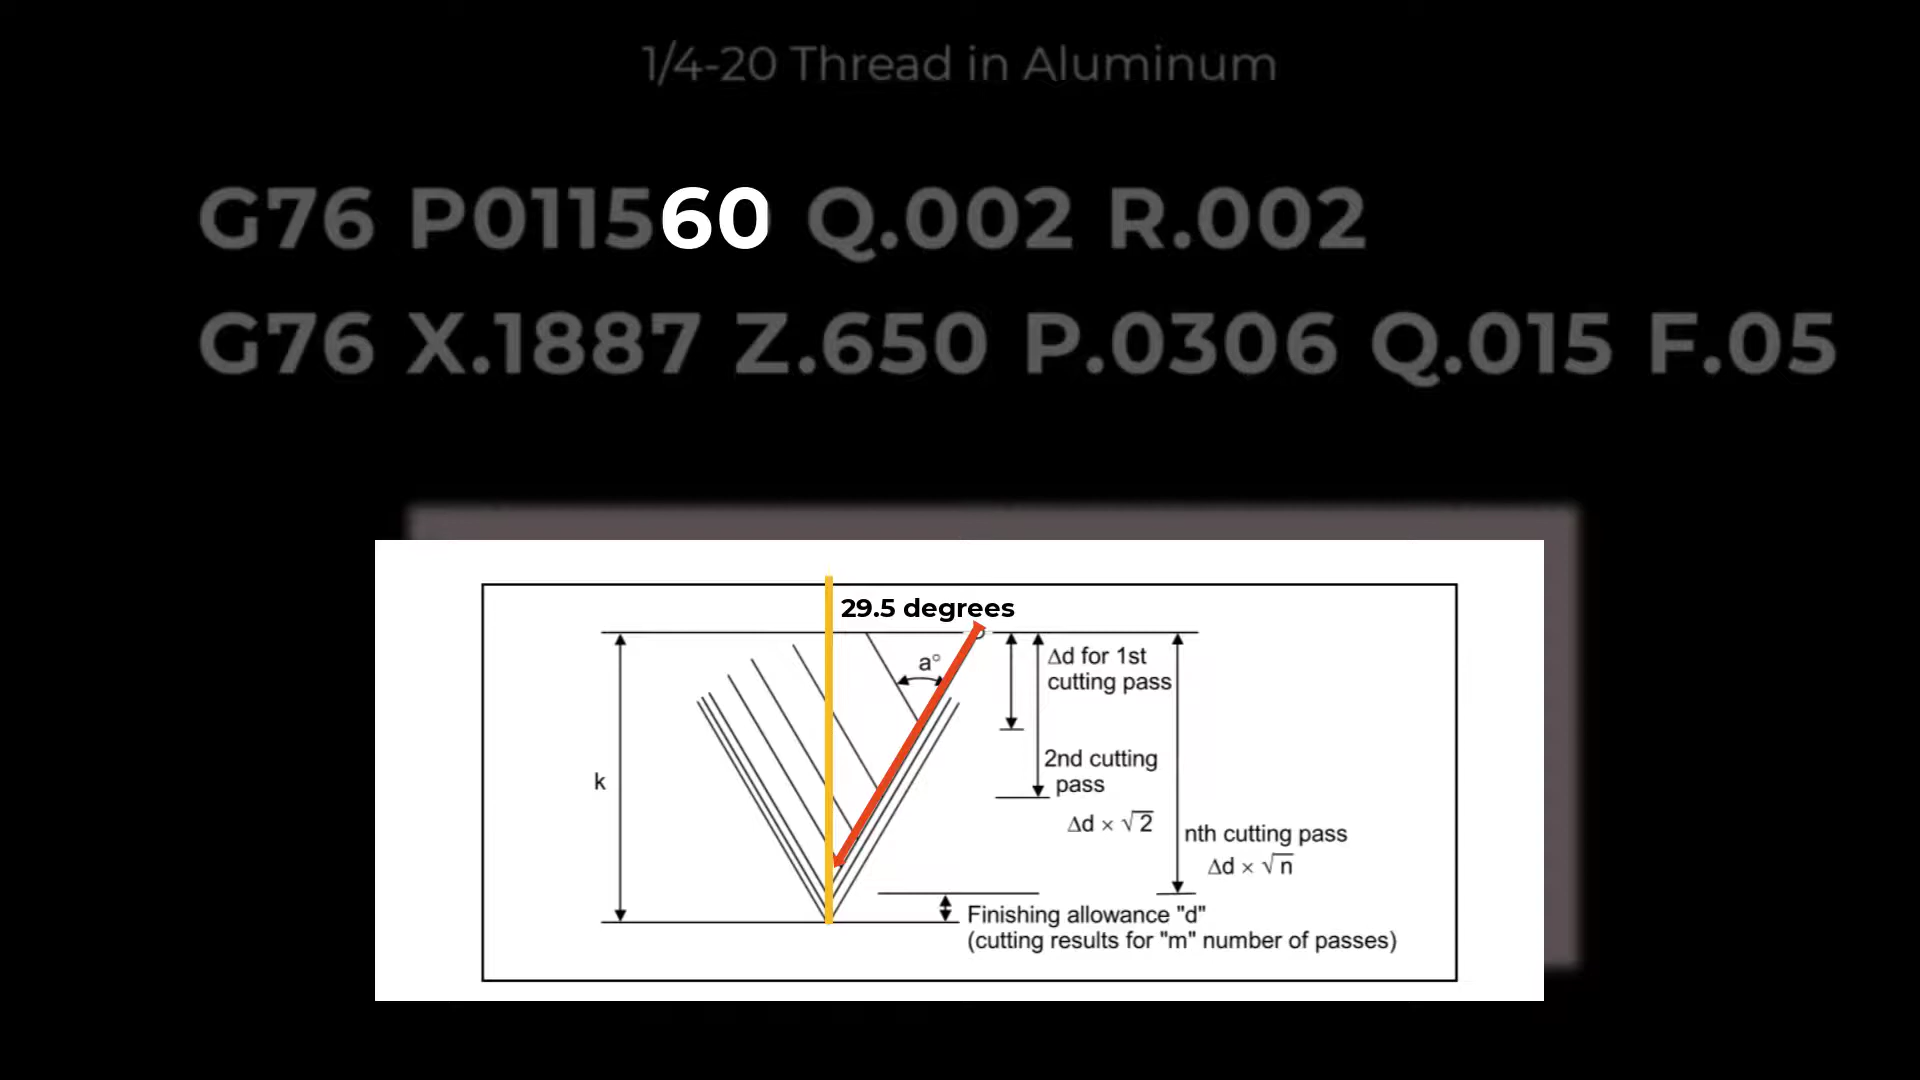 1/4-20 Thread in Aluminum
G76 P011560 Q.002 R.002
G76 X.1887 Z.650 P.0306 Q.015 F.05
29.5 degrees
a°
Δd for 1st
cutting pass
k
2nd cutting
pass
Δd × √2
nth cutting pass
Δd × √n
Finishing allowance "d"
(cutting results for "m" number of passes)